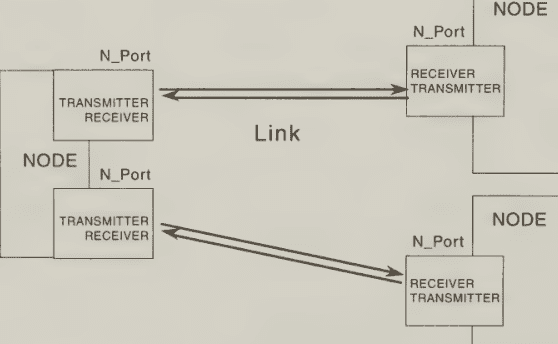 NODE
N_Port
N_Port
RECEIVER
TRANSMITTER
TRANSMITTER
RECEIVER
Link
NODE
N_Port
NODE
TRANSMITTER
RECEIVER
N_Port
RECEIVER
TRANSMITTER